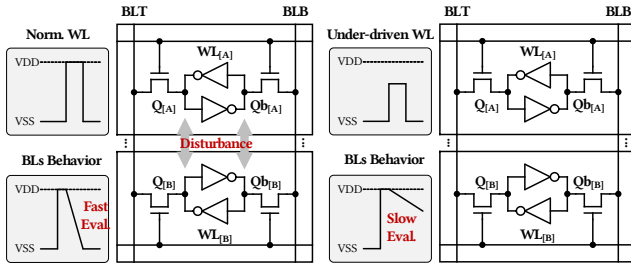 BLT BLB
Norm. WL
VDD
VSS
WL[A]
Q[A] Qb[A]
Disturbance
...
...
BLs Behavior
VDD
Fast
Eval.
VSS
Q[B] Qb[B]
WL[B]
BLT BLB
Under-driven WL
VDD
VSS
WL[A]
Q[A] Qb[A]
...
...
BLs Behavior
VDD
Slow
Eval.
VSS
Q[B] Qb[B]
WL[B]